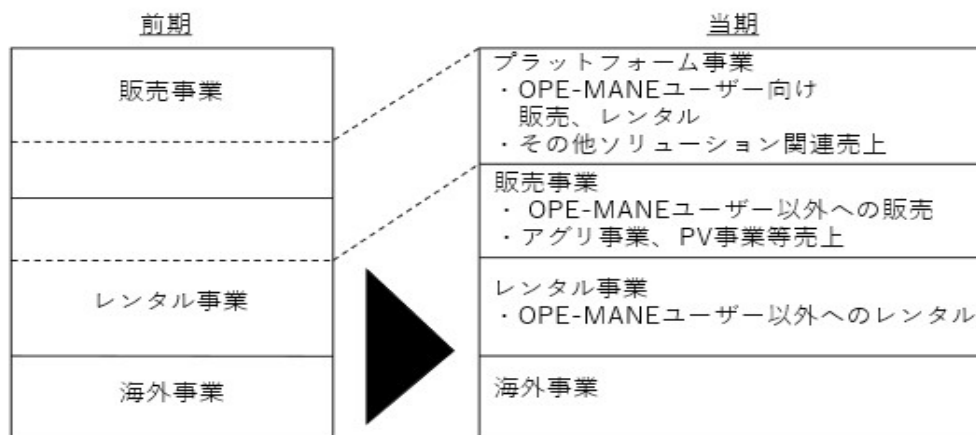 前期
販売事業
レンタル事業
海外事業
当期
プラットフォーム事業
・OPE-MANEユーザー向け
販売、レンタル
・その他ソリューション関連売上
販売事業
・ OPE-MANEユーザー以外への販売
・アグリ事業、PV事業等売上
レンタル事業
・OPE-MANEユーザー以外へのレンタル
海外事業